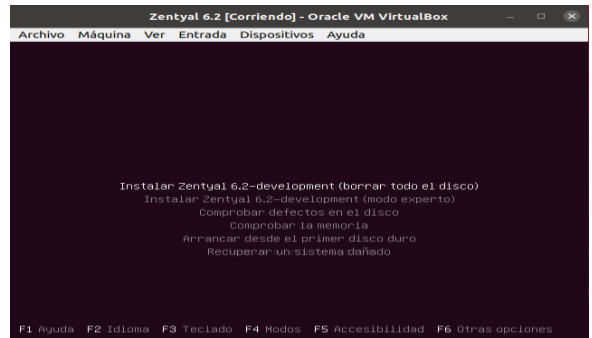 Zentyal 6.2 [Corriendo] - Oracle VM VirtualBox
Archivo Máquina Ver Entrada Dispositivos Ayuda
Instalar Zentyal 6.2-development (borrar todo el disco)
Instalar Zentyal 6.2-development (modo experto)
Comprobar defectos en el disco
Comprobar la memoria
Arrancar desde el primer disco duro
Recuperar un sistema dañado
F1 Ayuda F2 Idioma F3 Teclado F4 Modos F5 Accesibilidad F6 Otras opciones